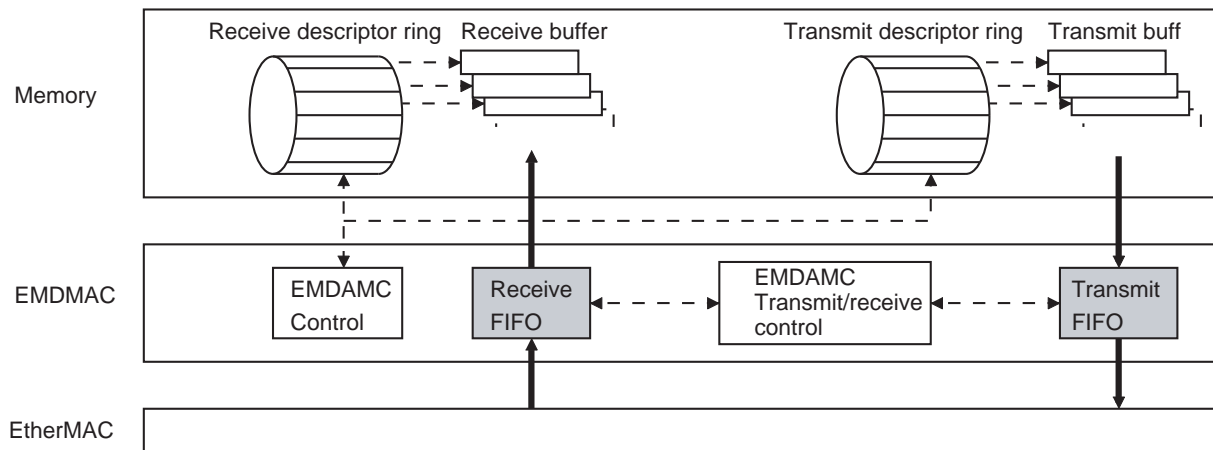 Receive descriptor ring
Receive buffer
Transmit descriptor ring
Transmit buff
Memory
EMDMAC
EMDAMC
Control
Receive
FIFO
EMDAMC
Transmit/receive
control
Transmit
FIFO
EtherMAC